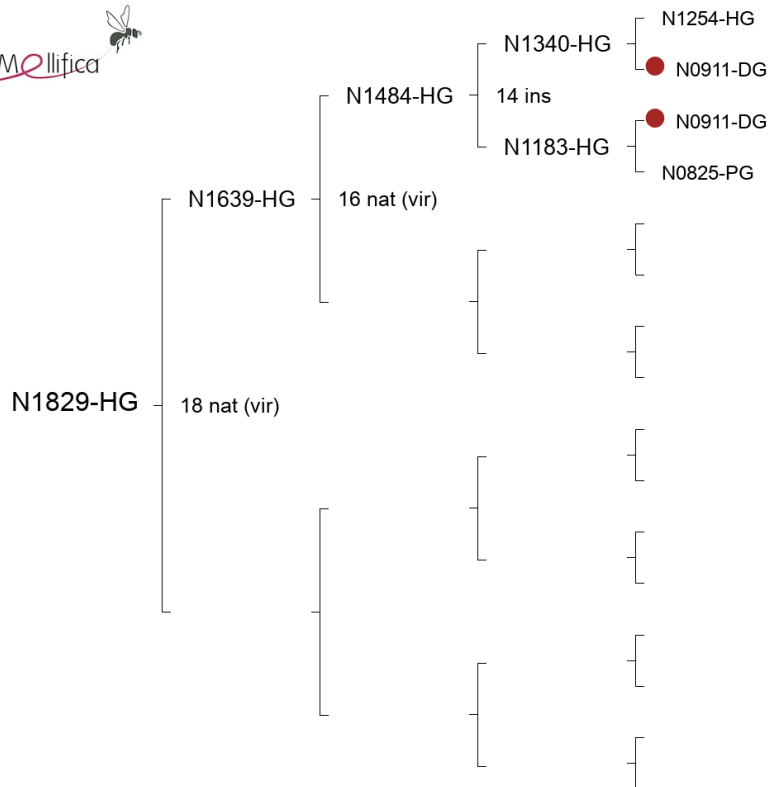 Mellifica
N1254-HG
N1340-HG
N0911-DG
N1484-HG
14 ins
N0911-DG
N1183-HG
N0825-PG
N1639-HG
16 nat (vir)
N1829-HG
18 nat (vir)